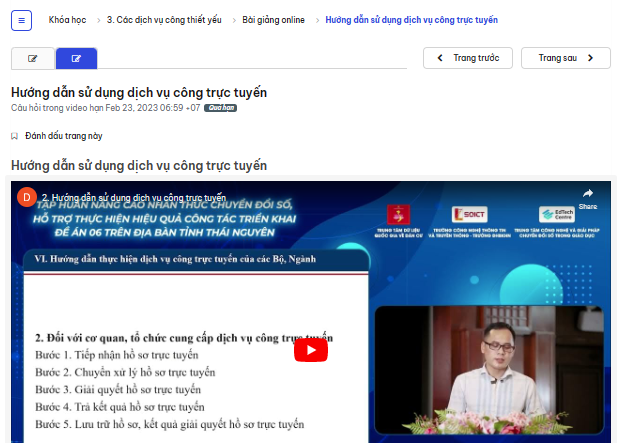 Khóa học > 3. Các dịch vụ công thiết yếu > Bài giảng online > Hướng dẫn sử dụng dịch vụ công trực tuyến
Trang trước
Trang sau
Hướng dẫn sử dụng dịch vụ công trực tuyến
Câu hỏi trong video hạn Feb 23, 2023 06:59 +07 Quá hạn
Đánh dấu trang này
Hướng dẫn sử dụng dịch vụ công trực tuyến
D 2. Hướng dẫn sử dụng dịch vụ công trực tuyến
Share
TẬP HUẤN NÂNG CAO NHẬN THỨC CHUYỂN ĐỔI SỐ,
HỖ TRỢ THỰC HIỆN HIỆU QUẢ CÔNG TÁC TRIỂN KHAI
ĐỀ ÁN 06 TRÊN ĐỊA BÀN TỈNH THÁI NGUYÊN
SOICT
EdTech
Centre
TRUNG TÂM DỮ LIỆU
QUỐC GIA VỀ DÂN CƯ
TRƯỜNG CÔNG NGHỆ THÔNG TIN
VÀ TRUYỀN THÔNG - TRƯỜNG ĐHBKHN
TRUNG TÂM CÔNG NGHỆ VÀ GIẢI PHÁP
CHUYỂN ĐỔI SỐ TRONG GIÁO DỤC
VI. Hướng dẫn thực hiện dịch vụ công trực tuyến của các Bộ, Ngành
2. Đối với cơ quan, tổ chức cung cấp dịch vụ công trực tuyến
Bước 1. Tiếp nhận hồ sơ trực tuyến
Bước 2. Chuyển xử lý hồ sơ trực tuyến
Bước 3. Giải quyết hồ sơ trực tuyến
Bước 4. Trả kết quả hồ sơ trực tuyến
Bước 5. Lưu trữ hồ sơ, kết quả giải quyết hồ sơ trực tuyến